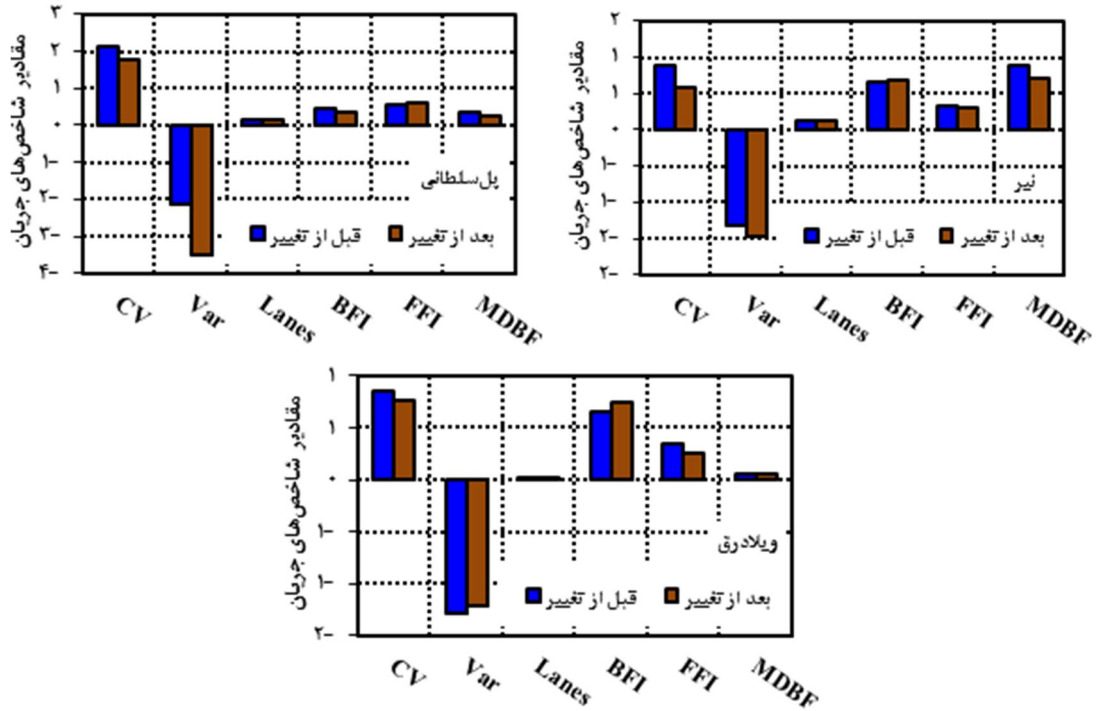 مقادیر شاخص‌های جریان
۳
۲
۱
۰
۱-
۲-
۳-
۴-
پل‌سلطانی
قبل از تغییر
بعد از تغییر
CV
Var
Lanes
BFI
FFI
MDBF
مقادیر شاخص‌های جریان
۲
۱
۱
۰
۱-
۱-
۲-
۲-
نیر
قبل از تغییر
بعد از تغییر
CV
Var
Lanes
BFI
FFI
MDBF
مقادیر شاخص‌های جریان
۱
۱
۰
۱-
۱-
۲-
ویلادرق
قبل از تغییر
بعد از تغییر
CV
Var
Lanes
BFI
FFI
MDBF